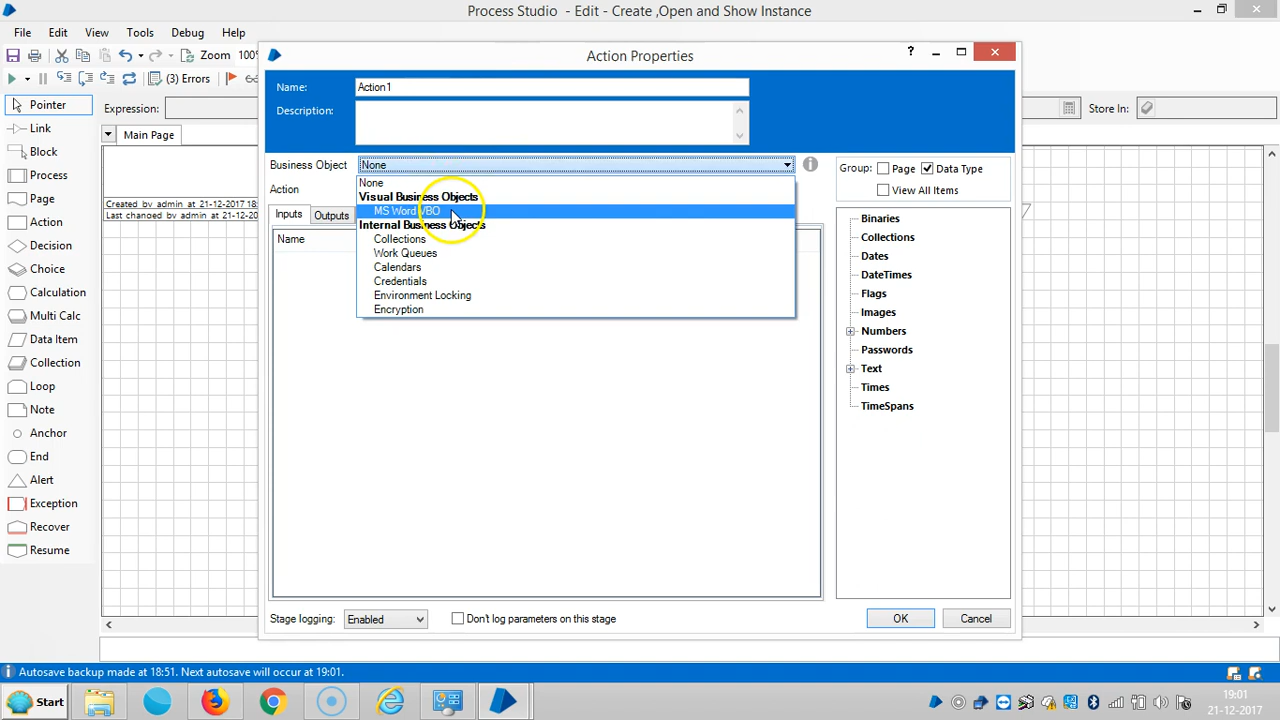 Process Studio - Edit - Create ,Open and Show Instance
File Edit View Tools Debug Help
Zoom 100%
(3) Errors
Expression:
Store In:
Pointer
Link
Block
Process
Page
Action
Decision
Choice
Calculation
Multi Calc
Data Item
Collection
Loop
Note
Anchor
End
Alert
Exception
Recover
Resume
Main Page
Created by admin at 21-12-2017 18
Last changed by admin at 21-12-2
Action Properties
Name: Action1
Description:
Business Object None
Action
None
Visual Business Objects
MS Word VBO
Internal Business Objects
Collections
Work Queues
Calendars
Credentials
Environment Locking
Encryption
Inputs Outputs
Name
Group: Page Data Type
View All Items
Binaries
Collections
Dates
DateTimes
Flags
Images
Numbers
Passwords
Text
Times
TimeSpans
Stage logging: Enabled Don't log parameters on this stage
OK Cancel
Autosave backup made at 18:51. Next autosave will occur at 19:01.
Start
19:01
21-12-2017